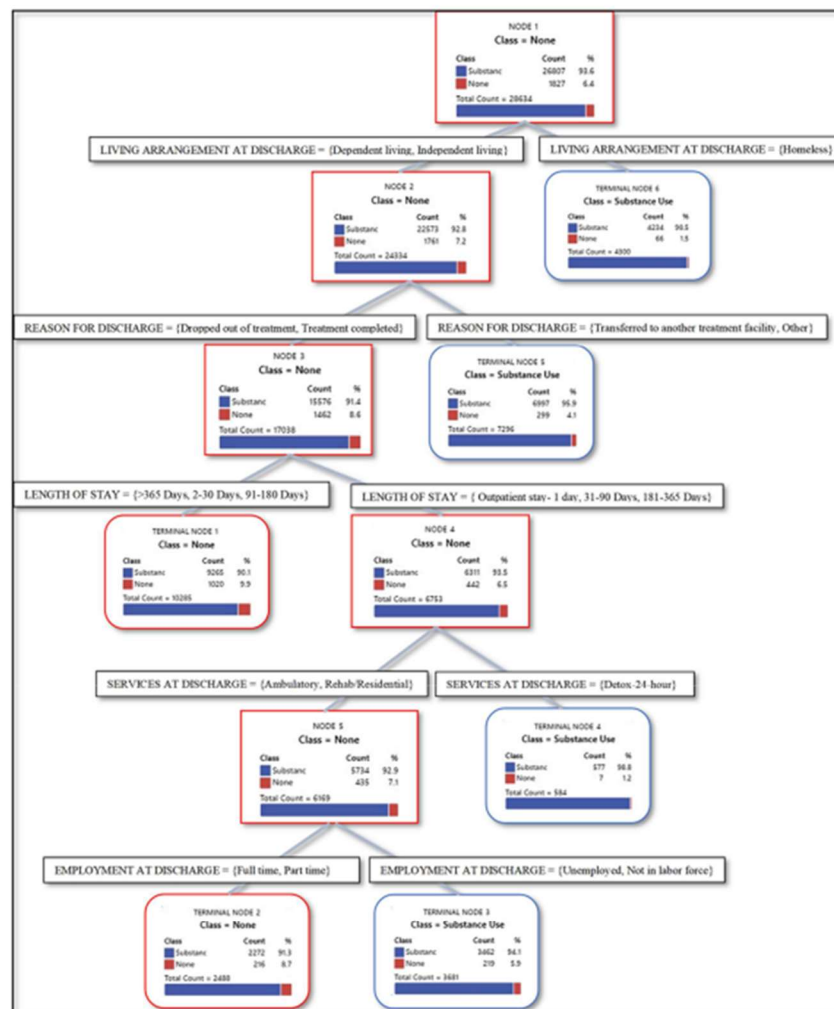 NODE 1
Class = None
Class Count %
Substanc 26807 93.6
None 1827 6.4
Total Count = 28634
LIVING ARRANGEMENT AT DISCHARGE = {Dependent living, Independent living}
LIVING ARRANGEMENT AT DISCHARGE = {Homeless}
NODE 2
Class = None
Class Count %
Substanc 22573 92.8
None 1761 7.2
Total Count = 24334
TERMINAL NODE 6
Class = Substance Use
Class Count %
Substanc 4234 98.5
None 66 1.5
Total Count = 4300
REASON FOR DISCHARGE = {Dropped out of treatment, Treatment completed}
REASON FOR DISCHARGE = {Transferred to another treatment facility, Other}
NODE 3
Class = None
Class Count %
Substanc 15576 91.4
None 1462 8.6
Total Count = 17038
TERMINAL NODE 5
Class = Substance Use
Class Count %
Substanc 6997 95.9
None 299 4.1
Total Count = 7296
LENGTH OF STAY = {>365 Days, 2-30 Days, 91-180 Days}
LENGTH OF STAY = { Outpatient stay- 1 day, 31-90 Days, 181-365 Days}
TERMINAL NODE 1
Class = None
Class Count %
Substanc 9265 90.1
None 1020 9.9
Total Count = 10285
NODE 4
Class = None
Class Count %
Substanc 6311 93.5
None 442 6.5
Total Count = 6753
SERVICES AT DISCHARGE = {Ambulatory, Rehab/Residential}
SERVICES AT DISCHARGE = {Detox-24-hour}
NODE 5
Class = None
Class Count %
Substanc 5734 92.9
None 435 7.1
Total Count = 6169
TERMINAL NODE 4
Class = Substance Use
Class Count %
Substanc 577 98.8
None 7 1.2
Total Count = 584
EMPLOYMENT AT DISCHARGE = {Full time, Part time}
EMPLOYMENT AT DISCHARGE = {Unemployed, Not in labor force}
TERMINAL NODE 2
Class = None
Class Count %
Substanc 2272 91.3
None 216 8.7
Total Count = 2488
TERMINAL NODE 3
Class = Substance Use
Class Count %
Substanc 3462 94.1
None 219 5.9
Total Count = 3681